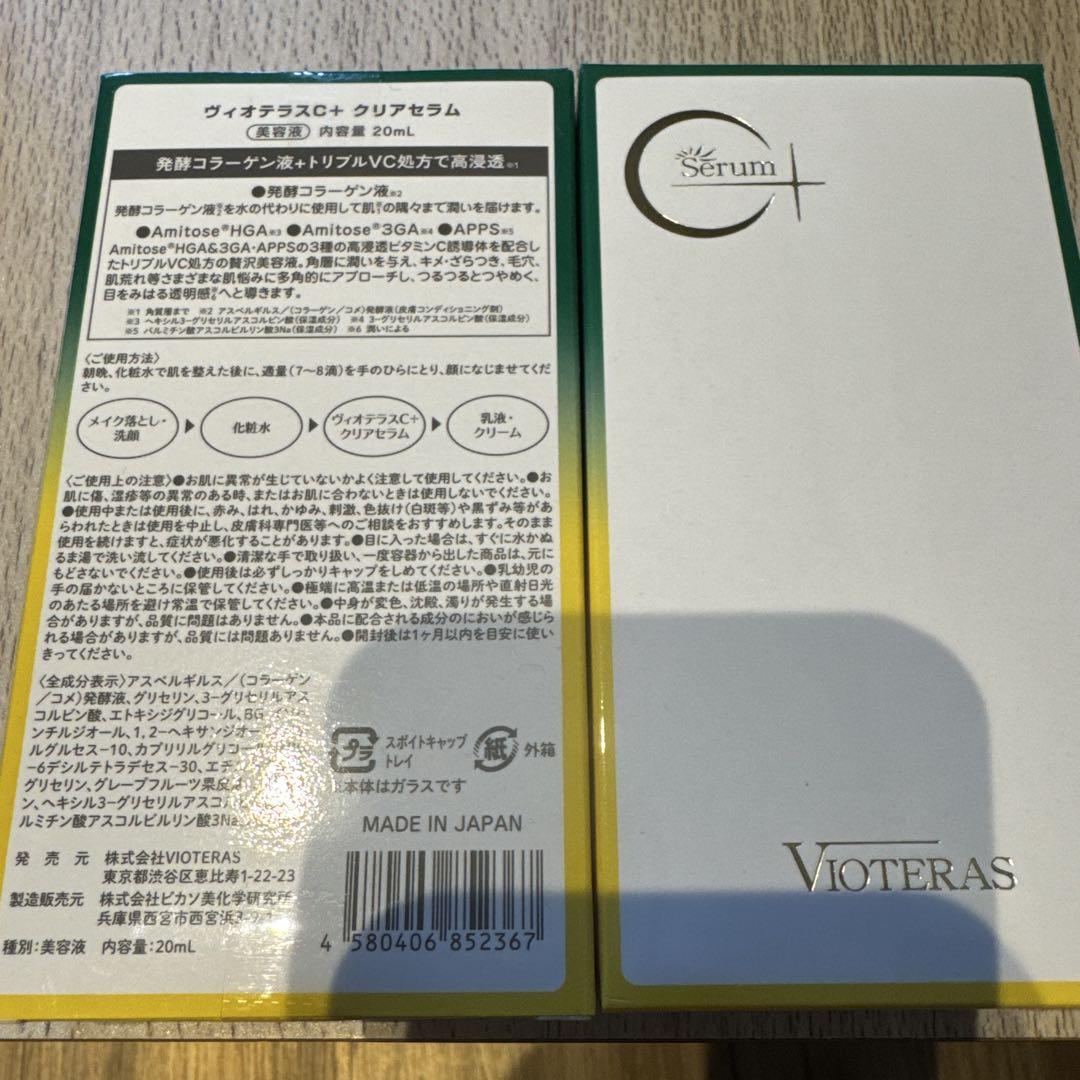 ヴィオテラスC+ クリアセラム
美容液 内容量 20mL
発酵コラーゲン液+トリプルVC処方で高浸透※1
●発酵コラーゲン液※2
発酵コラーゲン液※2を水の代わりに使用して肌※1の隅々まで潤いを届けます。
●Amitose®HGA※3 ●Amitose®3GA※4 ●APPS※5
Amitose®HGA&3GA・APPSの3種の高浸透ビタミンC誘導体を配合し
たトリプルVC処方の贅沢美容液。角層に潤いを与え、キメ・ざらつき、毛穴、
肌荒れ等さまざまな肌悩みに多角的にアプローチし、つるつるとつやめく、
目をみはる透明感※6へと導きます。
※1 角質層まで ※2 アスペルギルス/(コラーゲン/コメ)発酵液(皮膚コンディショニング剤)
※3 ヘキシル3-グリセリルアスコルビン酸(保湿成分) ※4 3-グリセリルアスコルビン酸(保湿成分)
※5 パルミチン酸アスコルビルリン酸3Na(保湿成分) ※6 潤いによる
〈ご使用方法〉
朝晩、化粧水で肌を整えた後に、適量(7〜8滴)を手のひらにとり、顔になじませてくだ
さい。
メイク落とし・
洗顔
化粧水
ヴィオテラスC+
クリアセラム
乳液・
クリーム
〈ご使用上の注意〉●お肌に異常が生じていないかよく注意して使用してください。●お
肌に傷、湿疹等の異常のある時、またはお肌に合わないときは使用しないでください。
●使用中または使用後に、赤み、はれ、かゆみ、刺激、色抜け(白斑等)や黒ずみ等があ
らわれたときは使用を中止し、皮膚科専門医等へのご相談をおすすめします。そのまま
使用を続けますと、症状が悪化することがあります。●目に入った場合は、すぐに水かぬ
るま湯で洗い流してください。●清潔な手で取り扱い、一度容器から出した商品は、元に
もどさないでください。●使用後は必ずしっかりキャップをしめてください。●乳幼児の
手の届かないところに保管してください。●極端に高温または低温の場所や直射日光
のあたる場所を避け常温で保管してください。●中身が変色、沈殿、濁りが発生する場
合がありますが、品質に問題はありません。●本品に配合される成分のにおいが感じら
れる場合がありますが、品質には問題ありません。●開封後は1ヶ月以内を目安に使い
きってください。
〈全成分表示〉アスペルギルス/(コラーゲン
/コメ)発酵液、グリセリン、3-グリセリルアス
コルビン酸、エトキシジグリコール、BG
ンチルジオール、1,2-ヘキサンジオー
ルグルセス-10、カプリリルグリコール
-6デシルテトラデセス-30、エチ
グリセリン、グレープフルーツ果皮
ン、ヘキシル3-グリセリルアスコル
ルミチン酸アスコルビルリン酸3Na
プラ
スポイトキャップ
トレイ
紙
外箱
本体はガラスです
MADE IN JAPAN
発売元 株式会社VIOTERAS
東京都渋谷区恵比寿1-22-23
製造販売元 株式会社ピカソ美化学研究所
兵庫県西宮市西宮浜3-9-1
種別:美容液 内容量:20mL
4 580406 852367
C+
Serum
VIOTERAS